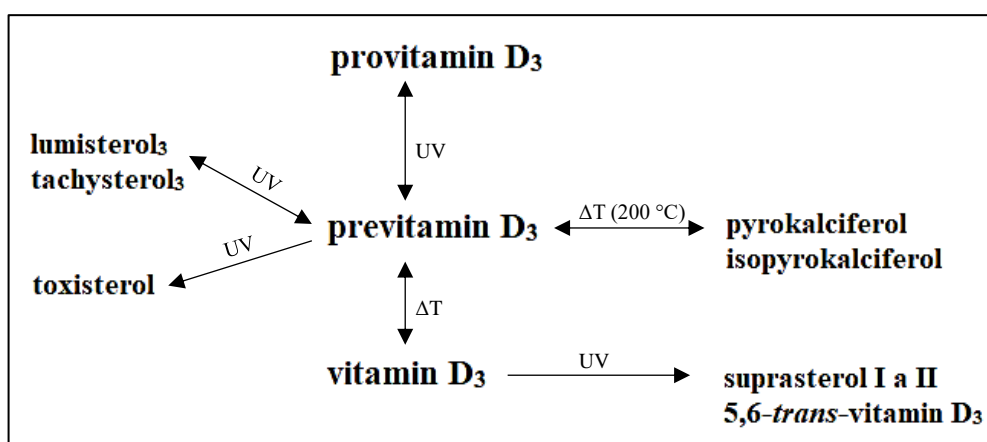 provitamin D₃
UV
lumisterol₃
tachysterol₃
UV
previtamin D₃
ΔT (200 °C)
pyrokalciferol
isopyrokalciferol
UV
toxisterol
ΔT
vitamin D₃
UV
suprasterol I a II
5,6-trans-vitamin D₃